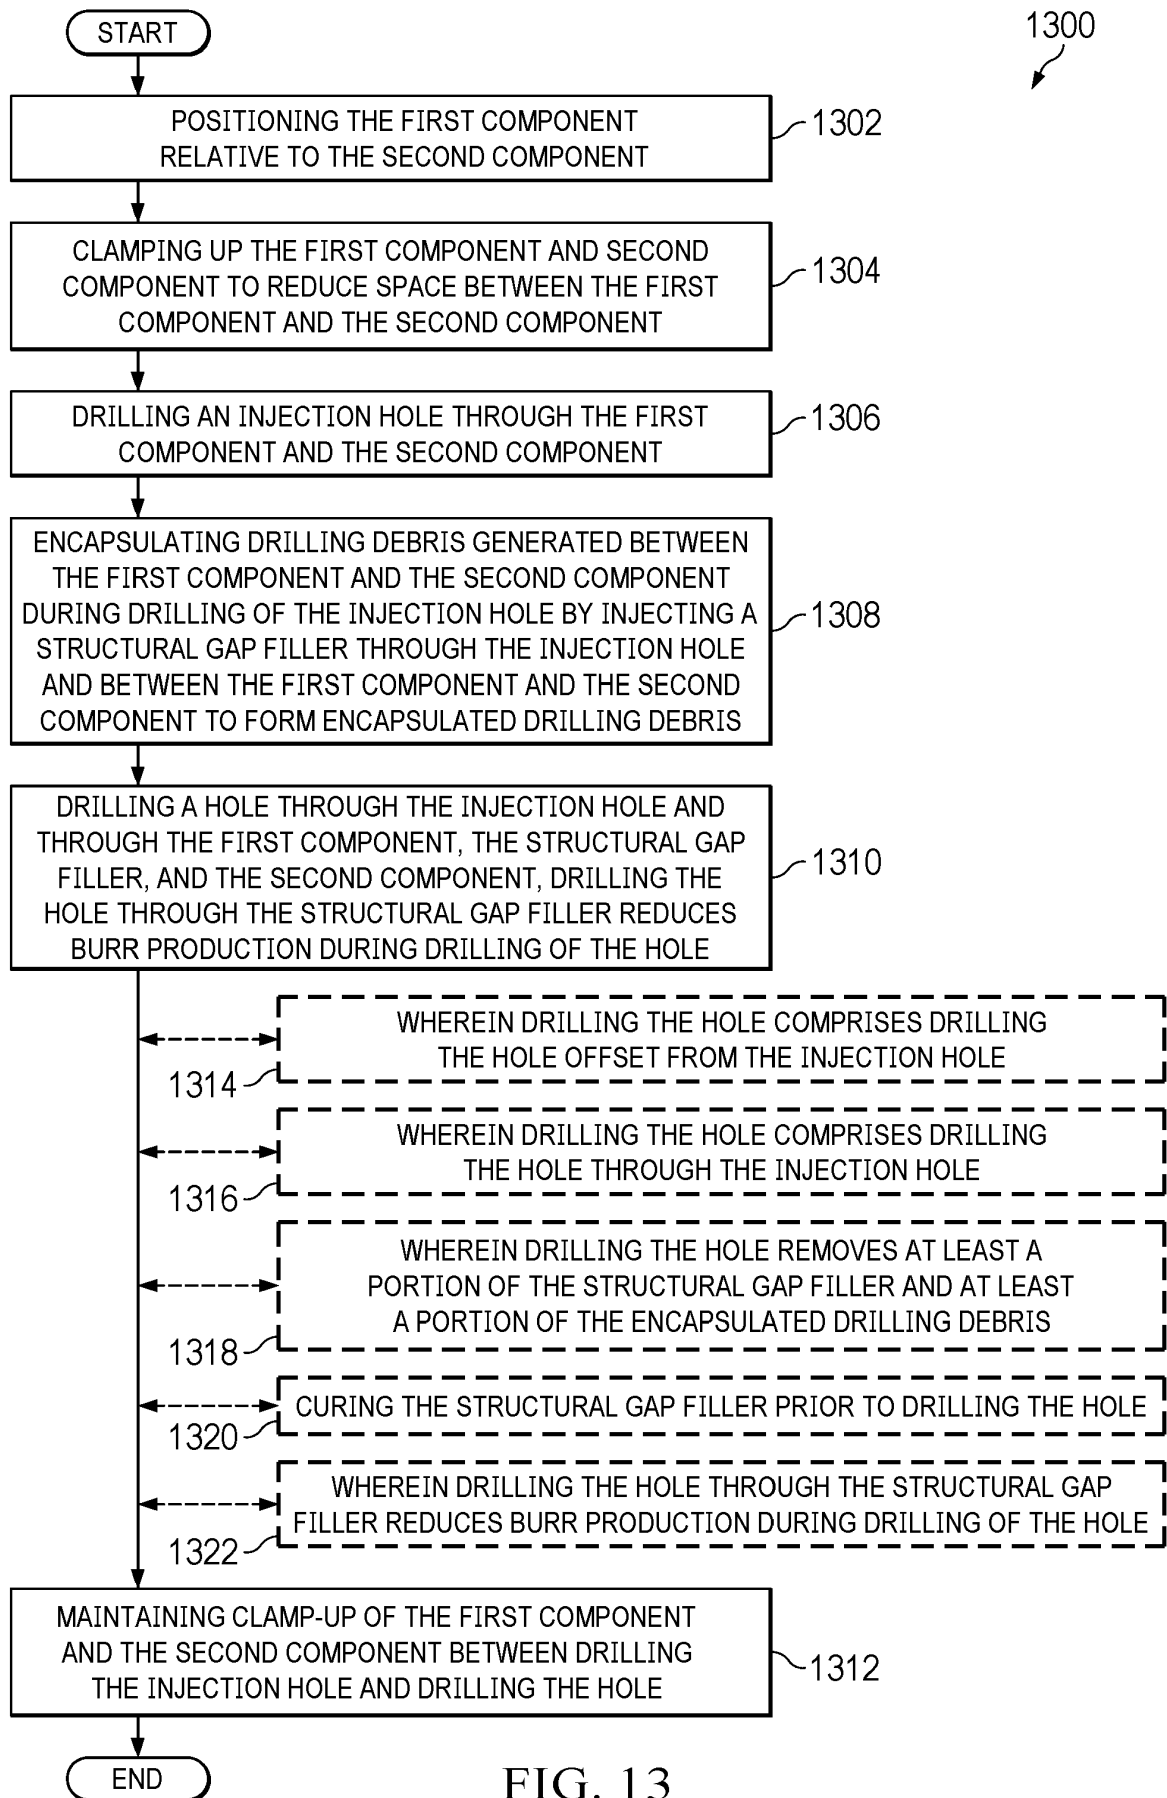 START
1300
POSITIONING THE FIRST COMPONENT
RELATIVE TO THE SECOND COMPONENT
1302
CLAMPING UP THE FIRST COMPONENT AND SECOND
COMPONENT TO REDUCE SPACE BETWEEN THE FIRST
COMPONENT AND THE SECOND COMPONENT
1304
DRILLING AN INJECTION HOLE THROUGH THE FIRST
COMPONENT AND THE SECOND COMPONENT
1306
ENCAPSULATING DRILLING DEBRIS GENERATED BETWEEN
THE FIRST COMPONENT AND THE SECOND COMPONENT
DURING DRILLING OF THE INJECTION HOLE BY INJECTING A
STRUCTURAL GAP FILLER THROUGH THE INJECTION HOLE
AND BETWEEN THE FIRST COMPONENT AND THE SECOND
COMPONENT TO FORM ENCAPSULATED DRILLING DEBRIS
1308
DRILLING A HOLE THROUGH THE INJECTION HOLE AND
THROUGH THE FIRST COMPONENT, THE STRUCTURAL GAP
FILLER, AND THE SECOND COMPONENT, DRILLING THE
HOLE THROUGH THE STRUCTURAL GAP FILLER REDUCES
BURR PRODUCTION DURING DRILLING OF THE HOLE
1310
WHEREIN DRILLING THE HOLE COMPRISES DRILLING
THE HOLE OFFSET FROM THE INJECTION HOLE
1314
WHEREIN DRILLING THE HOLE COMPRISES DRILLING
THE HOLE THROUGH THE INJECTION HOLE
1316
WHEREIN DRILLING THE HOLE REMOVES AT LEAST A
PORTION OF THE STRUCTURAL GAP FILLER AND AT LEAST
A PORTION OF THE ENCAPSULATED DRILLING DEBRIS
1318
CURING THE STRUCTURAL GAP FILLER PRIOR TO DRILLING THE HOLE
1320
WHEREIN DRILLING THE HOLE THROUGH THE STRUCTURAL GAP
FILLER REDUCES BURR PRODUCTION DURING DRILLING OF THE HOLE
1322
MAINTAINING CLAMP-UP OF THE FIRST COMPONENT
AND THE SECOND COMPONENT BETWEEN DRILLING
THE INJECTION HOLE AND DRILLING THE HOLE
1312
END
FIG. 13